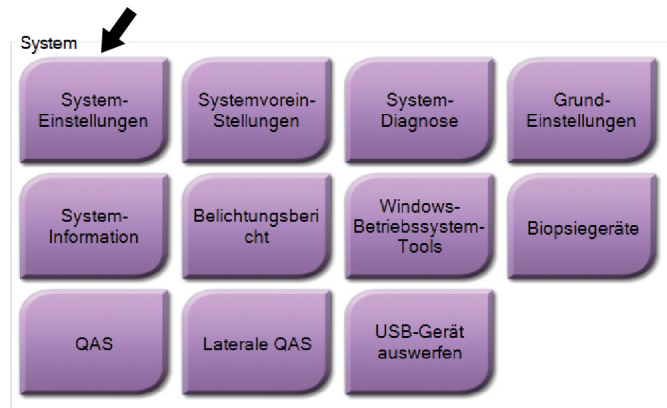 System
System-
Einstellungen
Systemvorein-
Stellungen
System-
Diagnose
Grund-
Einstellungen
System-
Information
Belichtungsberi
cht
Windows-
Betriebssystem-
Tools
Biopsiegeräte
QAS
Laterale QAS
USB-Gerät
auswerfen